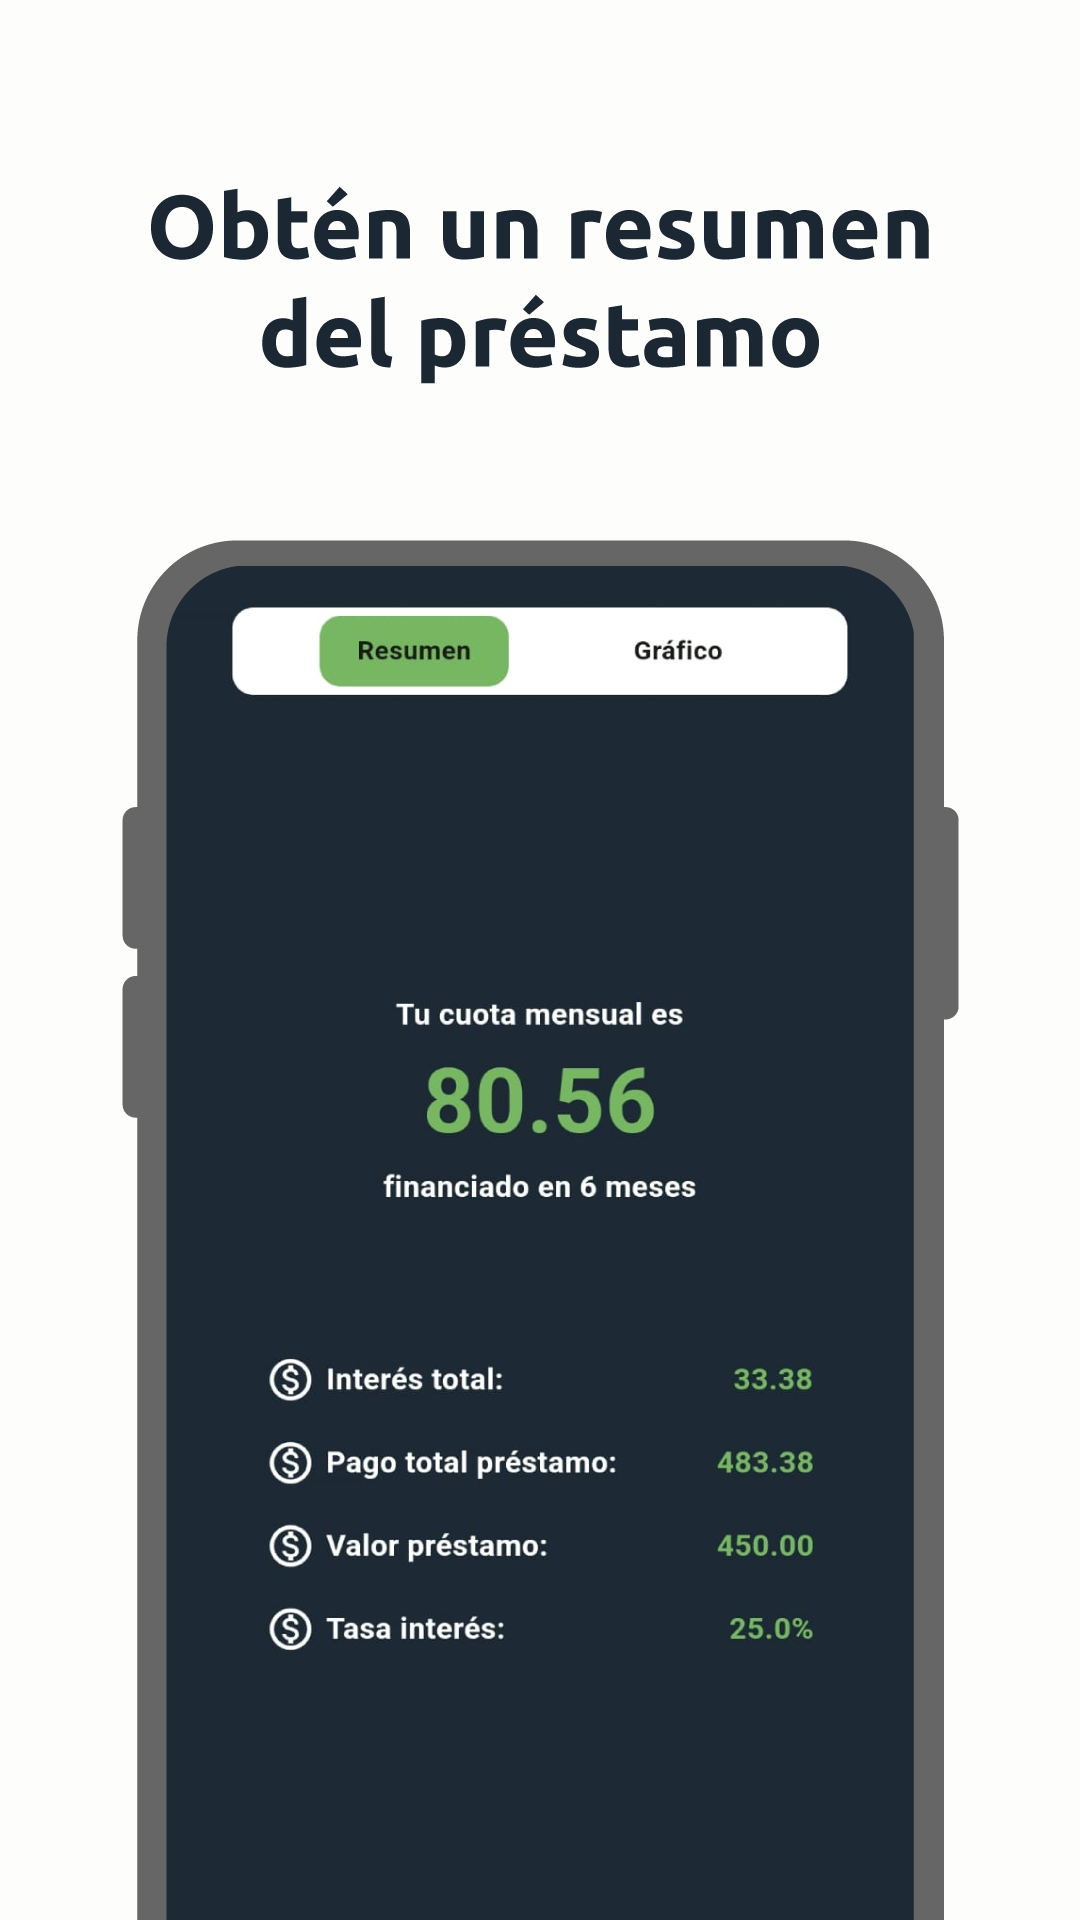 Obtén un resumen
del préstamo
Resumen Gráfico
Tu cuota mensual es
80.56
financiado en 6 meses
Interés total: 33.38
Pago total préstamo: 483.38
Valor préstamo: 450.00
Tasa interés: 25.0%